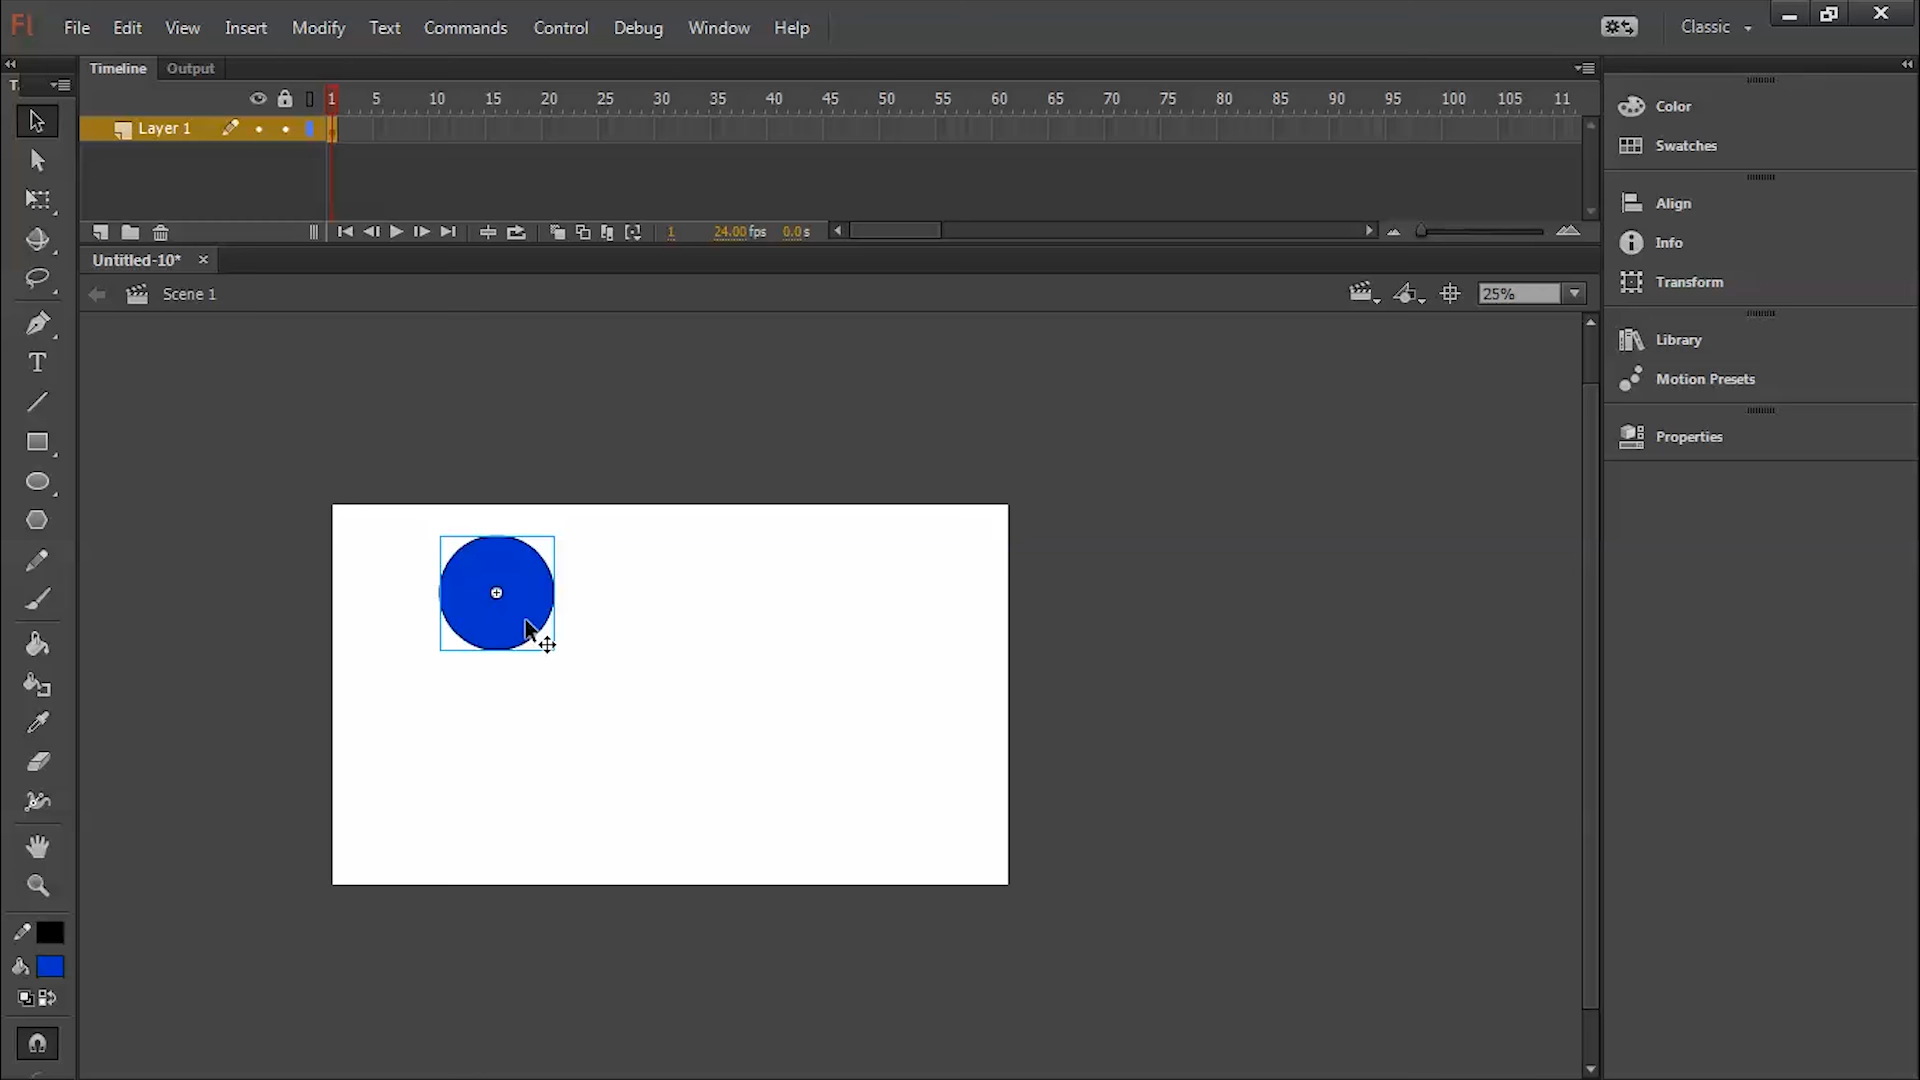 Fl File Edit View Insert Modify Text Commands Control Debug Window Help Classic
Timeline Output
T.
1 5 10 15 20 25 30 35 40 45 50 55 60 65 70 75 80 85 90 95 100 105 11
Layer 1
1 24.00 fps 0.0 s
Untitled-10* ×
Scene 1 25%
T
Color
Swatches
Align
Info
Transform
Library
Motion Presets
Properties